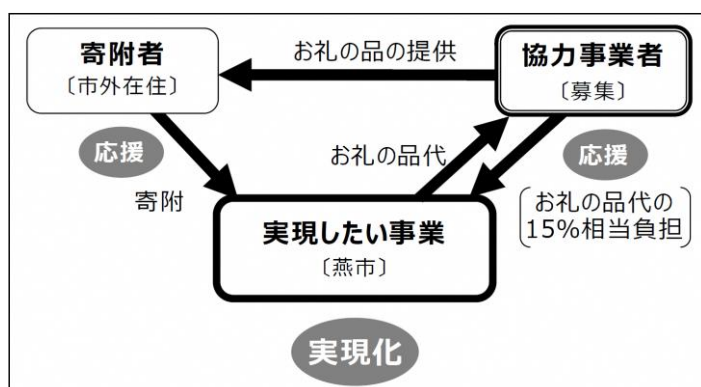 寄附者
〔市外在住〕
お礼の品の提供
協力事業者
〔募集〕
応援
寄附
お礼の品代
応援
お礼の品代の
15%相当負担
実現したい事業
〔燕市〕
実現化